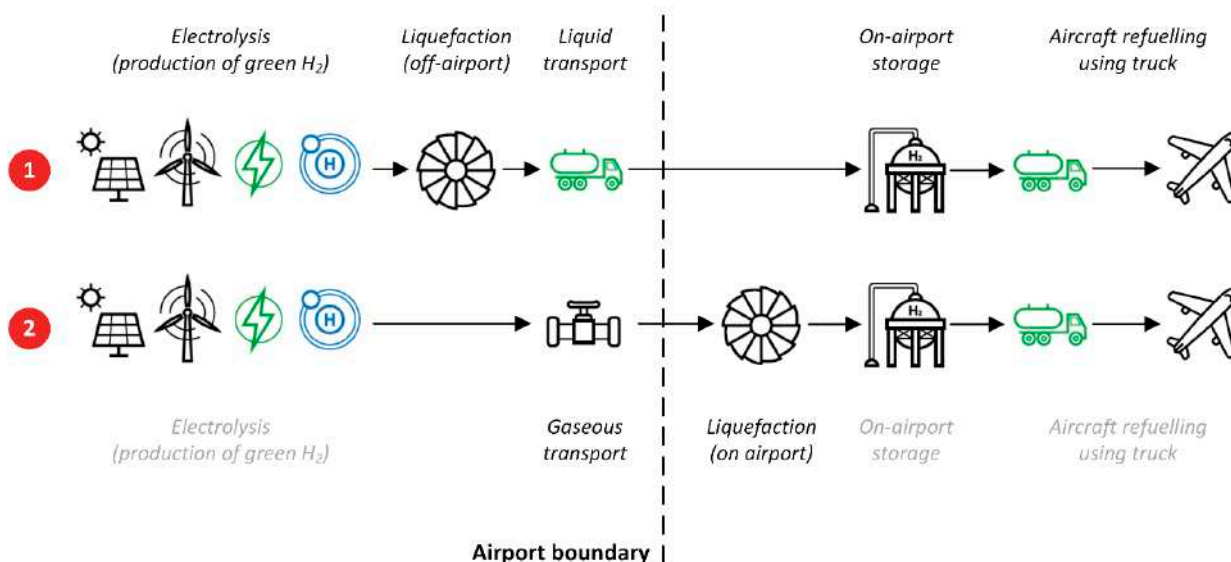 Electrolysis
(production of green H₂)
Liquefaction
(off-airport)
Liquid
transport
On-airport
storage
Aircraft refuelling
using truck
1
H
H₂
2
H
H₂
Electrolysis
(production of green H₂)
Gaseous
transport
Liquefaction
(on airport)
On-airport
storage
Aircraft refuelling
using truck
Airport boundary